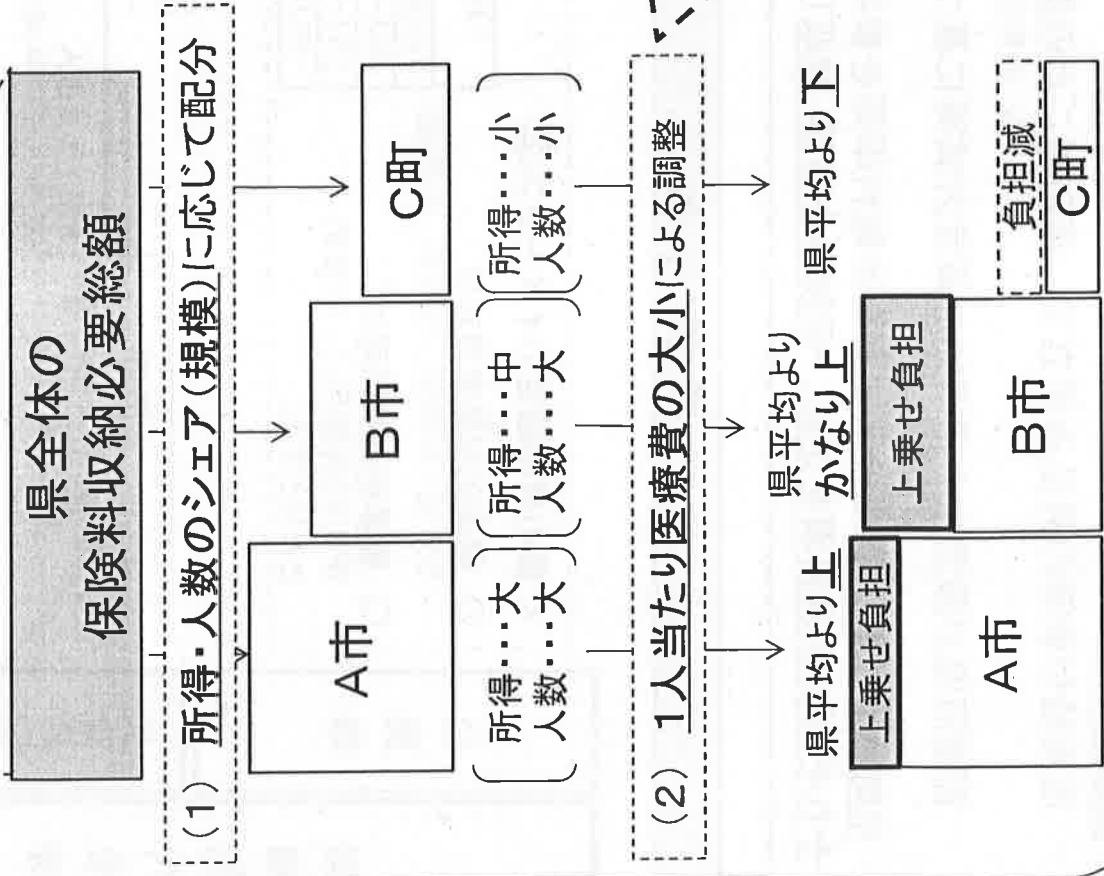 県全体の
保険料収納必要総額
(1) 所得・人数のシェア(規模)に応じて配分
A市
B市
C町
所得・・・大
人数・・・大
所得・・・中
人数・・・大
所得・・・小
人数・・・小
(2) 1人当たり医療費の大小による調整
県平均より上
県平均より
かなり上
県平均より下
上乗せ負担
A市
上乗せ負担
B市
負担減
C町